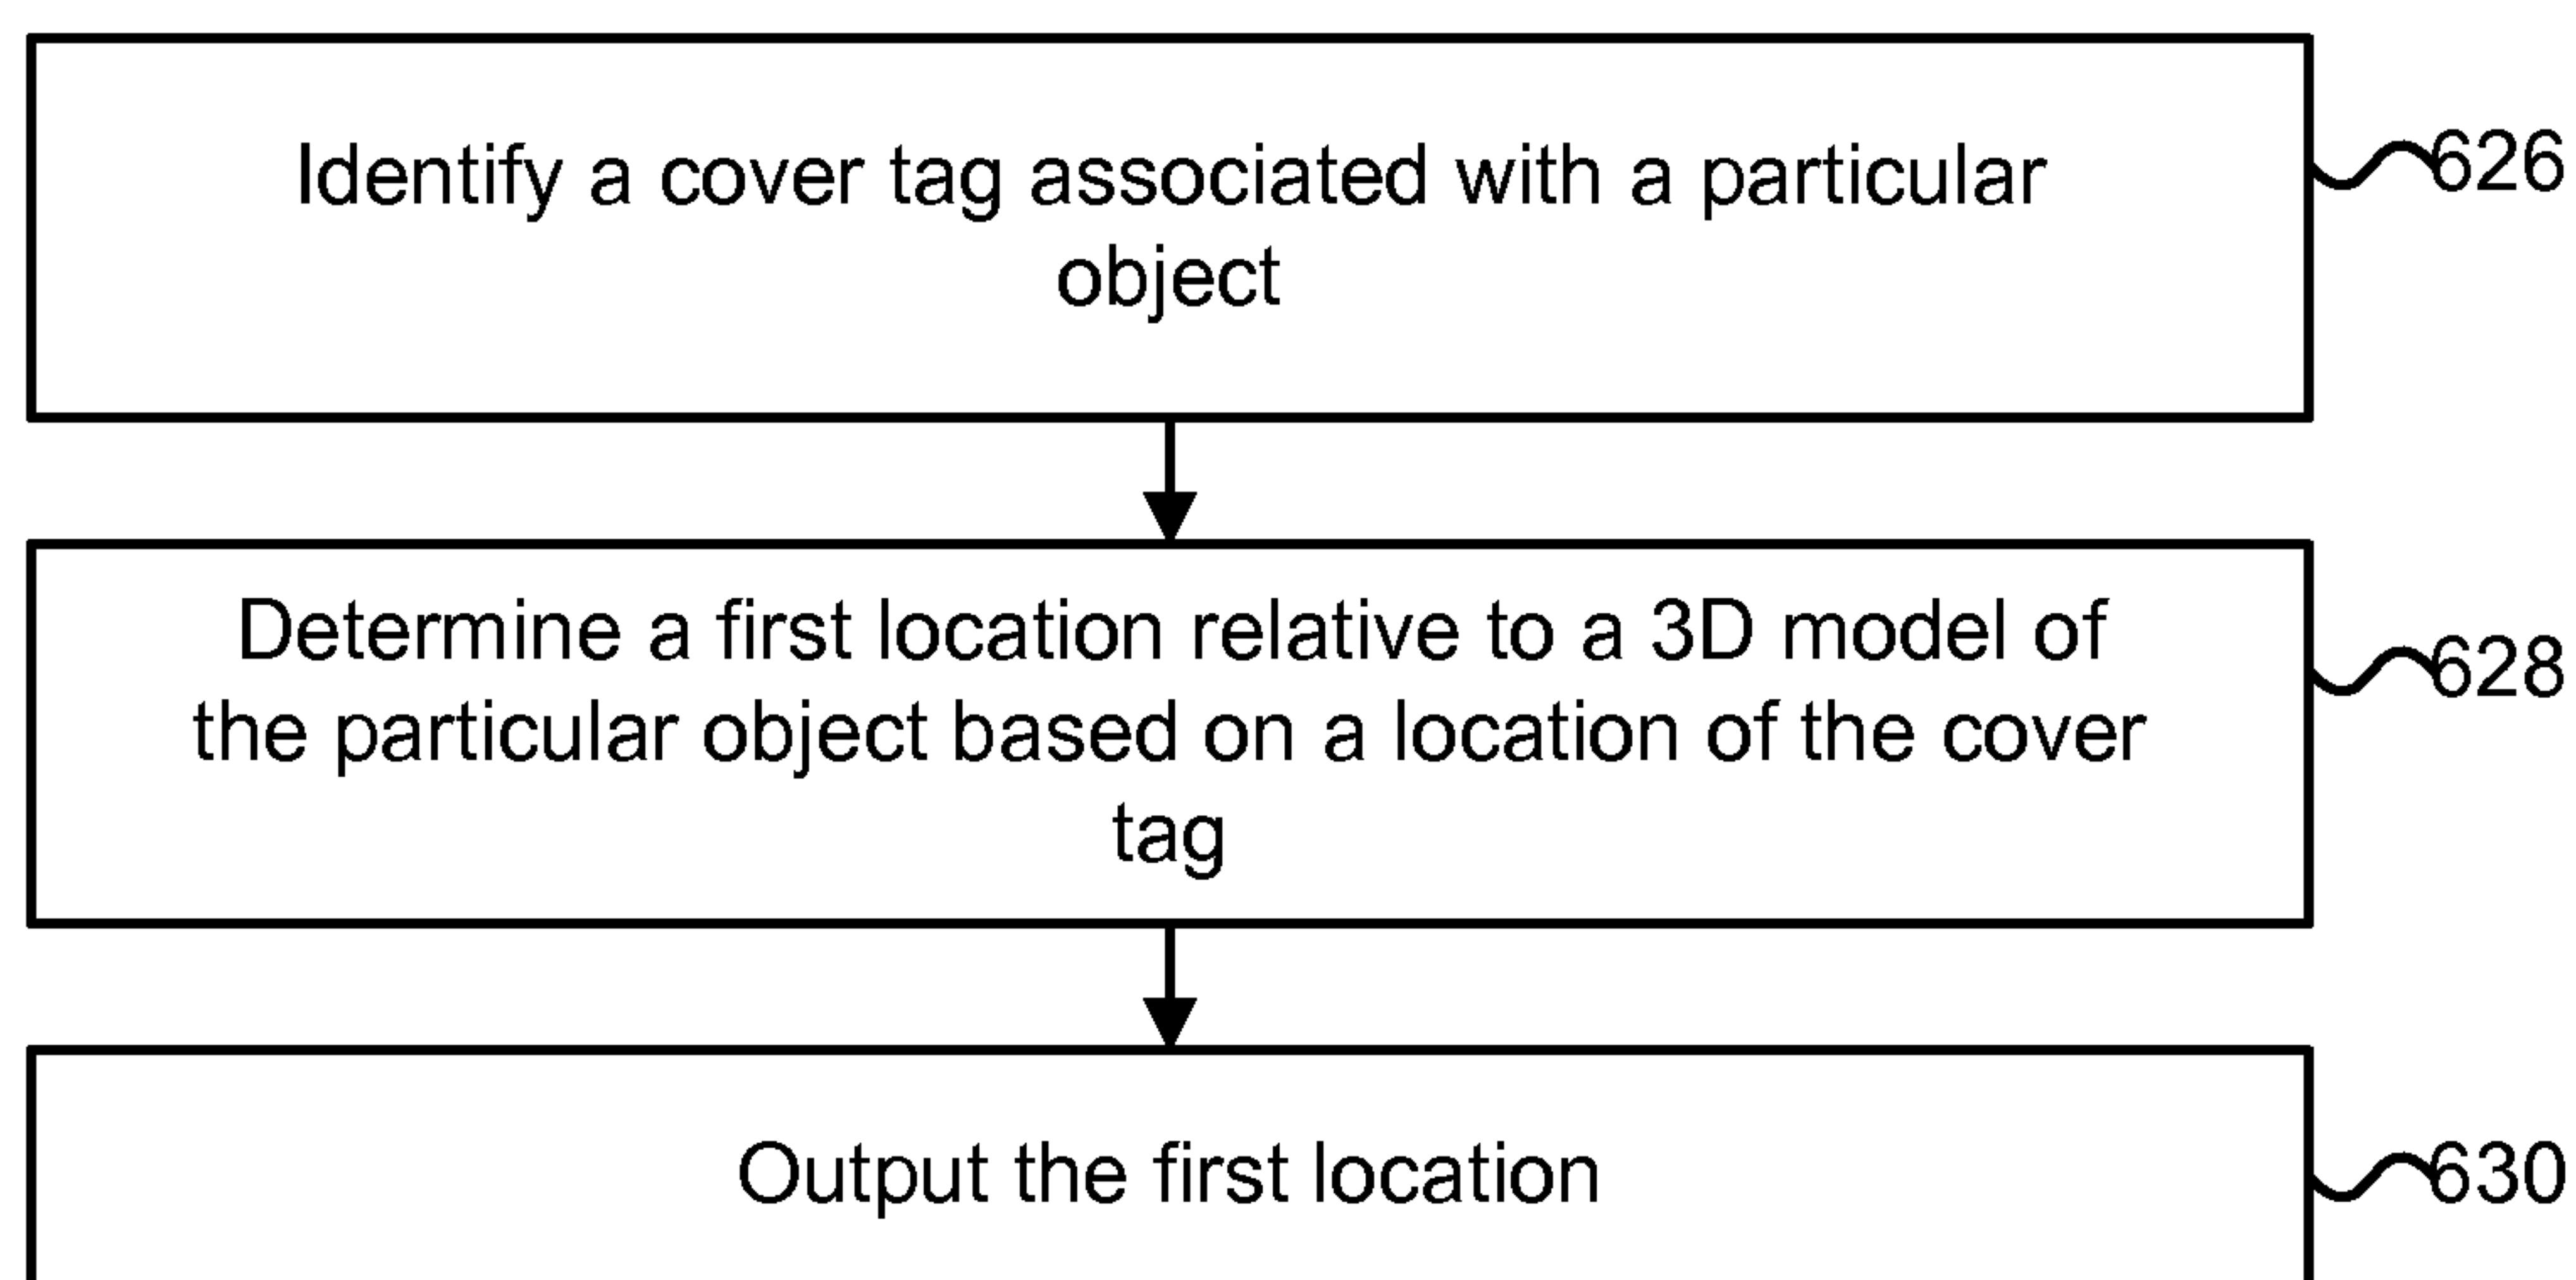 Identify a cover tag associated with a particular
object
626
Determine a first location relative to a 3D model of
the particular object based on a location of the cover
tag
628
Output the first location
630